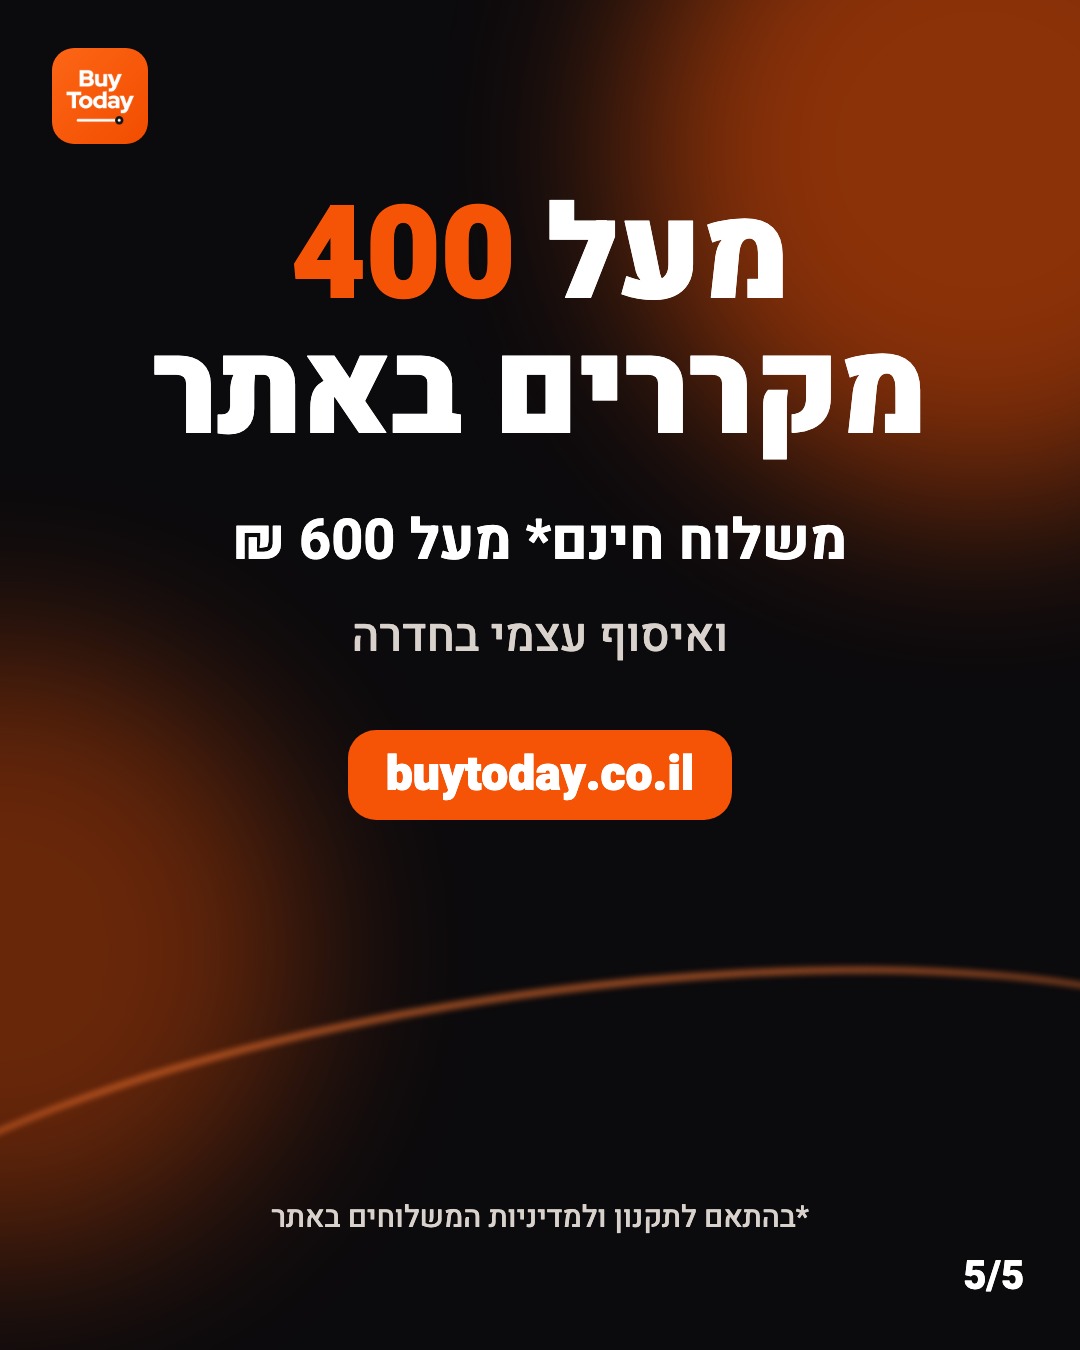 Buy
Today
מעל 400
מקררים באתר
משלוח חינם* מעל 600 ₪
ואיסוף עצמי בחדרה
buytoday.co.il
*בהתאם לתקנון ולמדיניות המשלוחים באתר
5/5